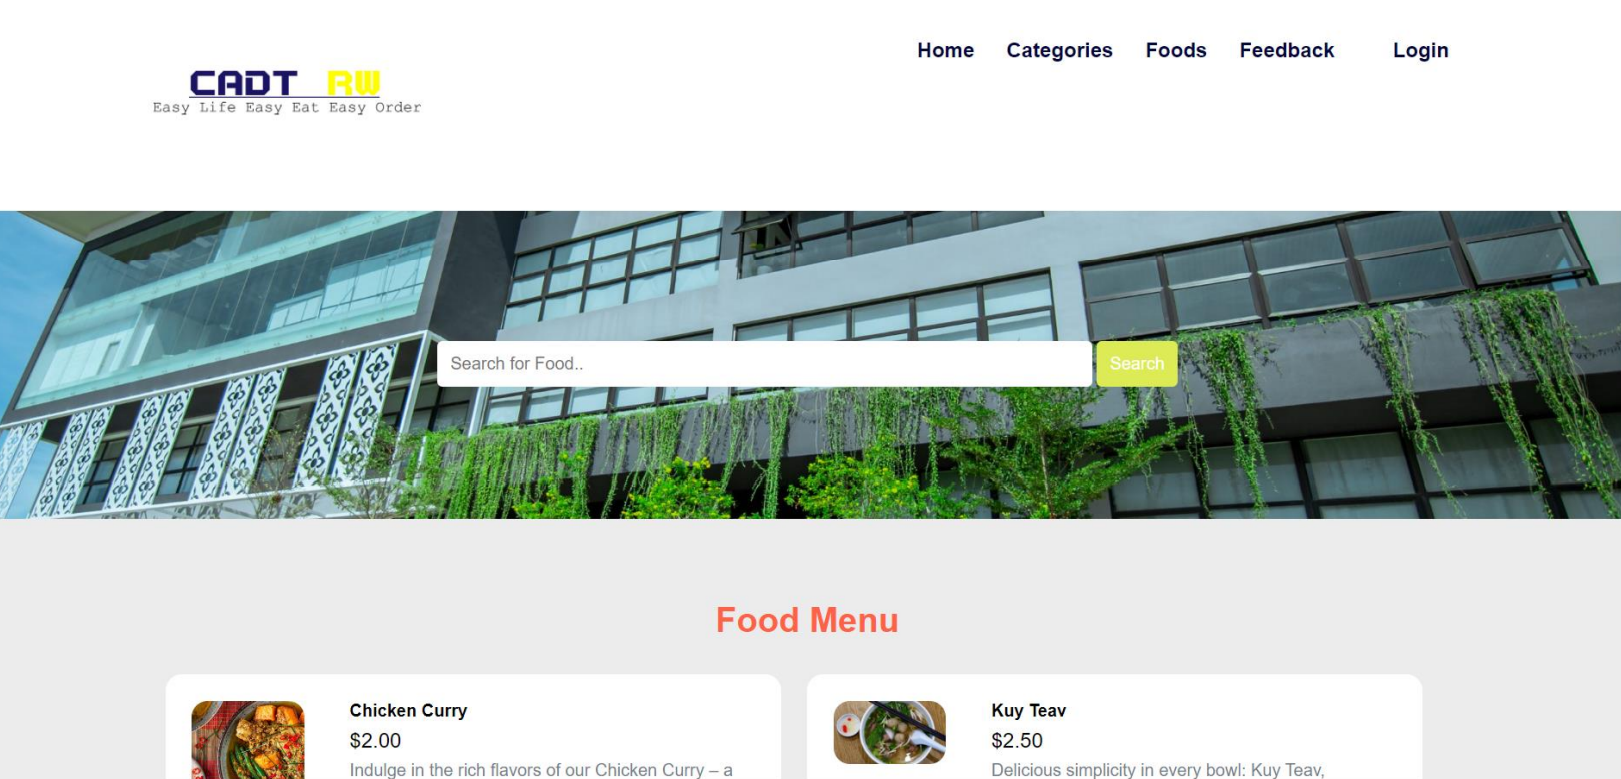 Home Categories Foods Feedback Login
CADT RW
Easy Life Easy Eat Easy Order
Search for Food.. Search
Food Menu
Chicken Curry
$2.00
Indulge in the rich flavors of our Chicken Curry – a
Kuy Teav
$2.50
Delicious simplicity in every bowl: Kuy Teav,